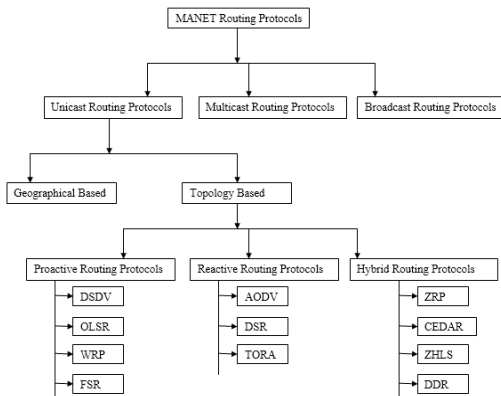 MANET Routing Protocols
Unicast Routing Protocols
Multicast Routing Protocols
Broadcast Routing Protocols
Geographical Based
Topology Based
Proactive Routing Protocols
Reactive Routing Protocols
Hybrid Routing Protocols
DSDV
OLSR
WRP
FSR
AODV
DSR
TORA
ZRP
CEDAR
ZHLS
DDR